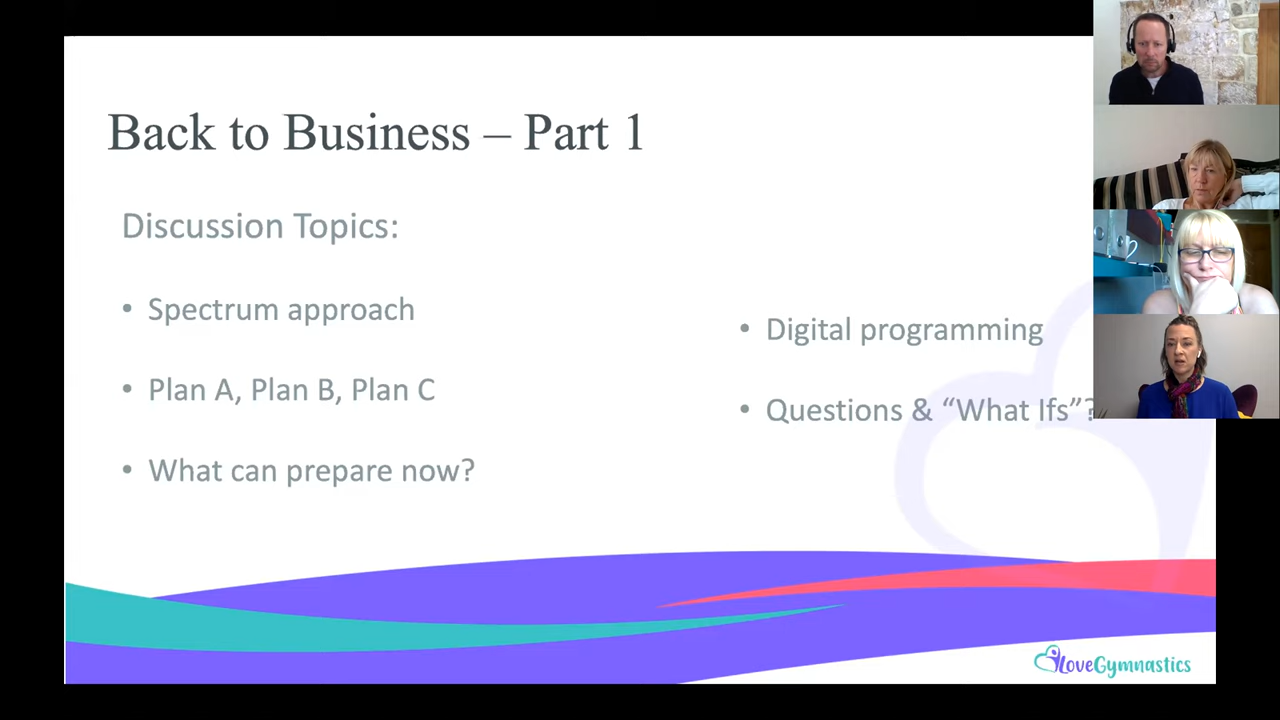 Back to Business – Part 1
Discussion Topics:
• Spectrum approach
• Plan A, Plan B, Plan C
• What can prepare now?
• Digital programming
• Questions & “What Ifs”?
iLoveGymnastics